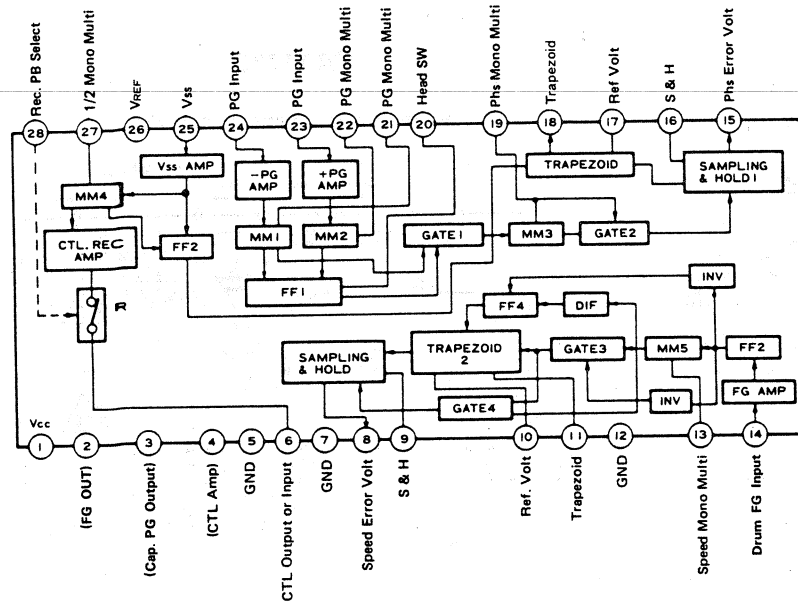 Rec. PB Select
1/2 Mono Multi
VREF
Vss
PG Input
PG Input
PG Mono Multi
PG Mono Multi
Head SW
Phs Mono Multi
Trapezoid
Ref Volt
S & H
Phs Error Volt
28
27
26
25
24
23
22
21
20
19
18
17
16
15
Vss AMP
-PG
AMP
+PG
AMP
TRAPEZOID
SAMPLING
& HOLD 1
MM4
CTL. REC
AMP
FF2
MM1
MM2
GATE1
MM3
GATE2
FF1
R
INV
FF4
DIF
SAMPLING
& HOLD
TRAPEZOID
2
GATE3
MM5
FF2
GATE4
INV
FG AMP
Vcc
1
2
3
4
5
6
7
8
9
10
11
12
13
14
(FG OUT)
(Cap. PG Output)
(CTL Amp)
GND
CTL Output or Input
GND
Speed Error Volt
S & H
Ref. Volt
Trapezoid
GND
Speed Mono Multi
Drum FG Input